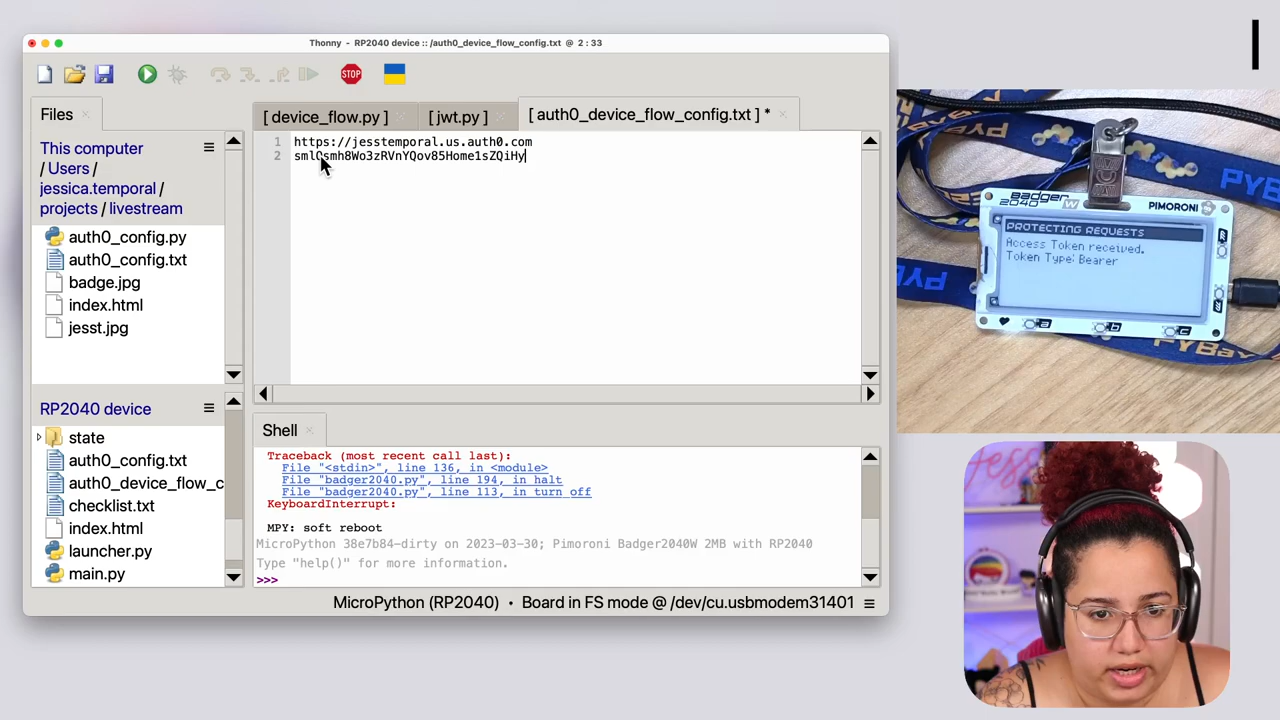 Thonny - RP2040 device :: /auth0_device_flow_config.txt @ 2 : 33
STOP
Files
This computer
/ Users /
jessica.temporal /
projects / livestream
auth0_config.py
auth0_config.txt
badge.jpg
index.html
jesst.jpg
RP2040 device
state
auth0_config.txt
auth0_device_flow_c
checklist.txt
index.html
launcher.py
main.py
[ device_flow.py ]
[ jwt.py ]
[ auth0_device_flow_config.txt ] *
1 https://jesstemporal.us.auth0.com
2
Shell
Traceback (most recent call last):
File "<stdin>", line 136, in <module>
File "badger2040.py", line 194, in halt
File "badger2040.py", line 113, in turn off
KeyboardInterrupt:
MPY: soft reboot
MicroPython 38e7b84-dirty on 2023-03-30; Pimoroni Badger2040W 2MB with RP2040
Type "help()" for more information.
>>>
MicroPython (RP2040) • Board in FS mode @ /dev/cu.usbmodem31401
Badger
2040 W
PIMORONI
PROTECTING REQUESTS
Access Token received.
Token Type: Bearer
a
b
c